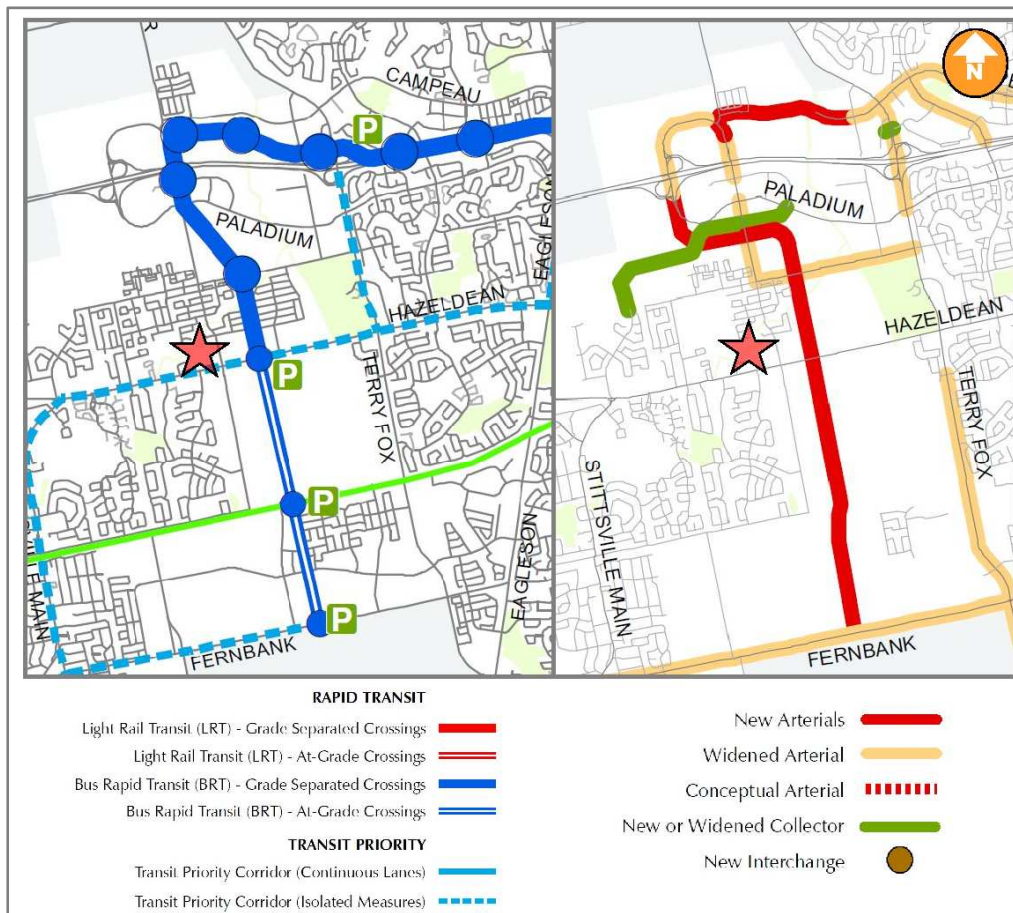 CAMPEAU
P
PALADIUM
EAGLESON
HAZELDEAN
P
TERRY FOX
P
EAGLESON
P
FERNBANK
N
PALADIUM
HAZELDEAN
TERRY FOX
STITTSVILLE MAIN
FERNBANK
RAPID TRANSIT
Light Rail Transit (LRT) - Grade Separated Crossings
Light Rail Transit (LRT) - At-Grade Crossings
Bus Rapid Transit (BRT) - Grade Separated Crossings
Bus Rapid Transit (BRT) - At-Grade Crossings
TRANSIT PRIORITY
Transit Priority Corridor (Continuous Lanes)
Transit Priority Corridor (Isolated Measures)
New Arterials
Widened Arterial
Conceptual Arterial
New or Widened Collector
New Interchange